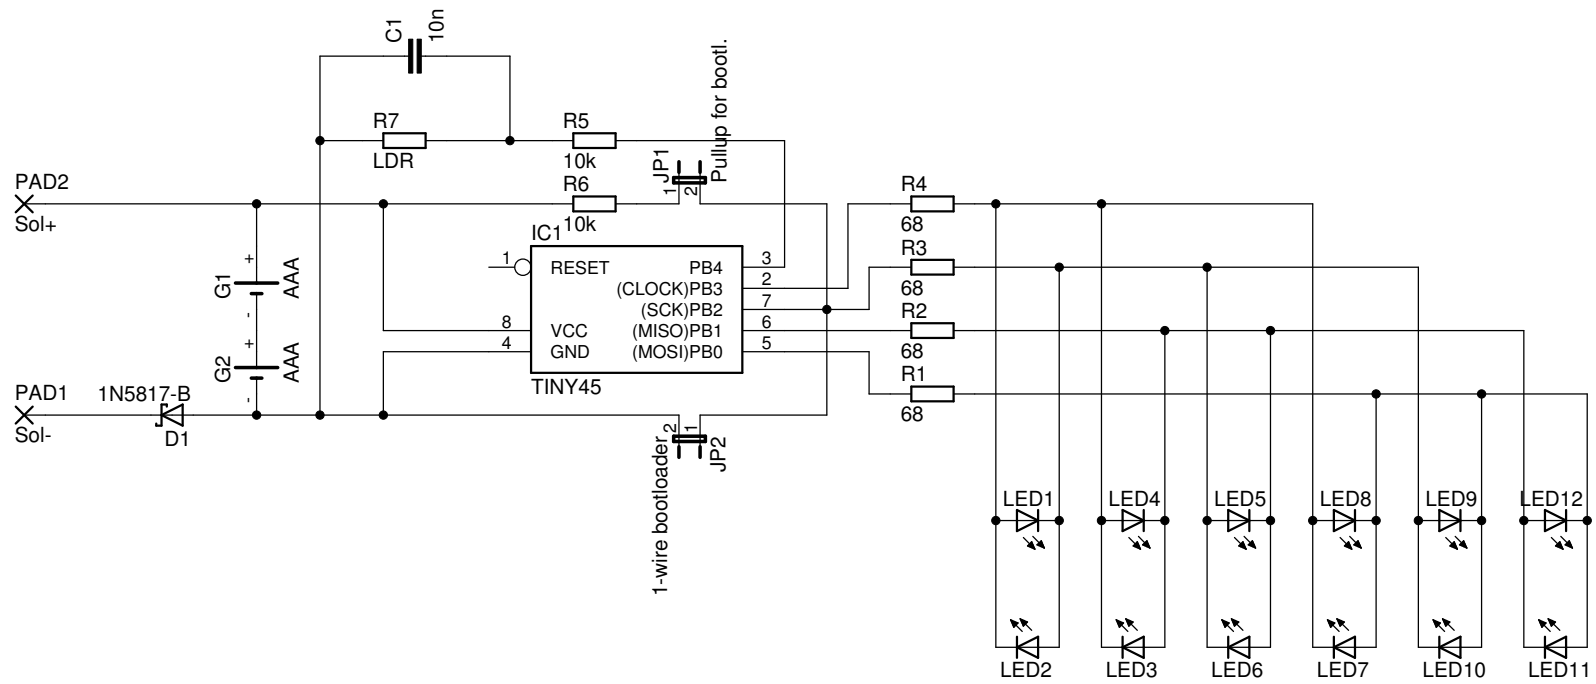 C1
10n
Pullup for bootl.
R7
LDR
R5
10k
JP1
1
2
PAD2
Sol+
R6
10k
R4
68
IC1
1
RESET
PB4
3
(CLOCK)PB3
2
(SCK)PB2
7
8
VCC
(MISO)PB1
6
4
GND
(MOSI)PB0
5
TINY45
R3
68
R2
68
R1
68
+
G1
AAA
-
+
G2
AAA
-
PAD1
Sol-
1N5817-B
D1
2
1
JP2
1-wire bootloader
LED1
LED4
LED5
LED8
LED9
LED12
LED2
LED3
LED6
LED7
LED10
LED11